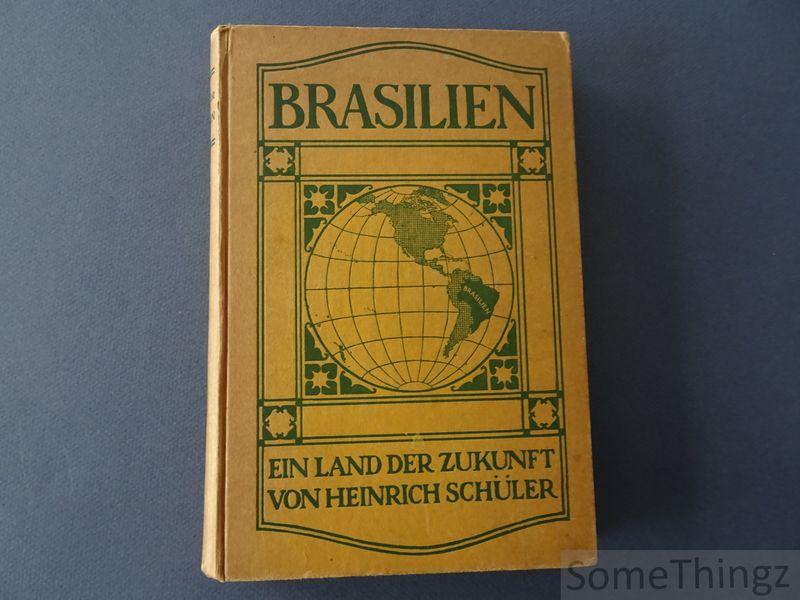 BRASILIEN
BRASILIEN
EIN LAND DER ZUKUNFT
VON HEINRICH SCHÜLER
SomeThingz